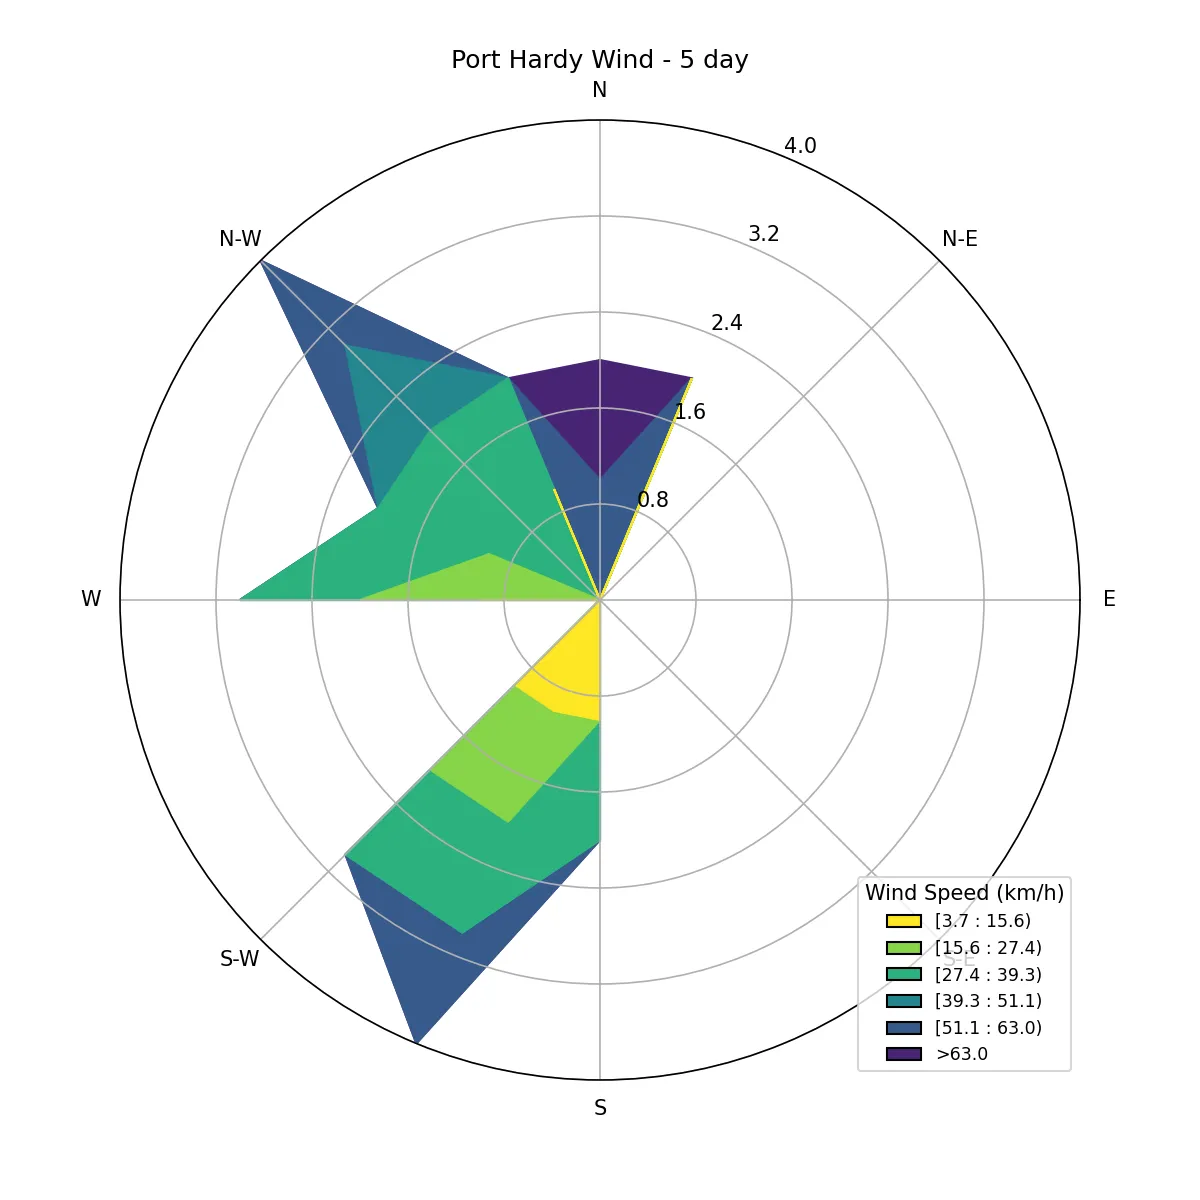 Port Hardy Wind - 5 day
N
4.0
N-W
N-E
3.2
2.4
1.6
0.8
W
E
Wind Speed (km/h)
[3.7 : 15.6)
[15.6 : 27.4)
S-W
S-E
[27.4 : 39.3)
[39.3 : 51.1)
[51.1 : 63.0)
>63.0
S